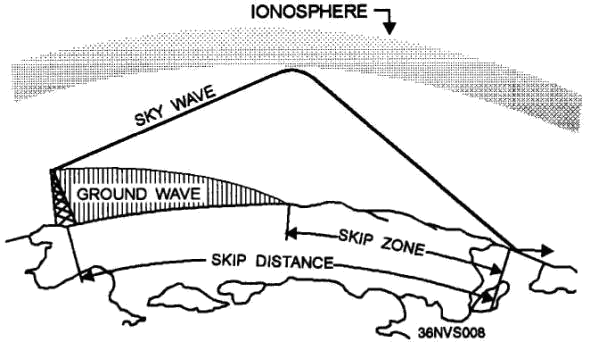 IONOSPHERE
SKY WAVE
GROUND WAVE
SKIP ZONE
SKIP DISTANCE
36NVS008